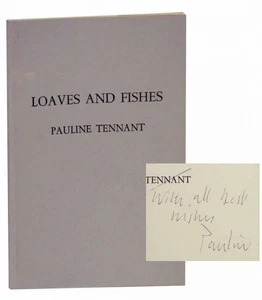 LOAVES AND FISHES
PAULINE TENNANT
TENNANT
With all best
wishes
Pauline